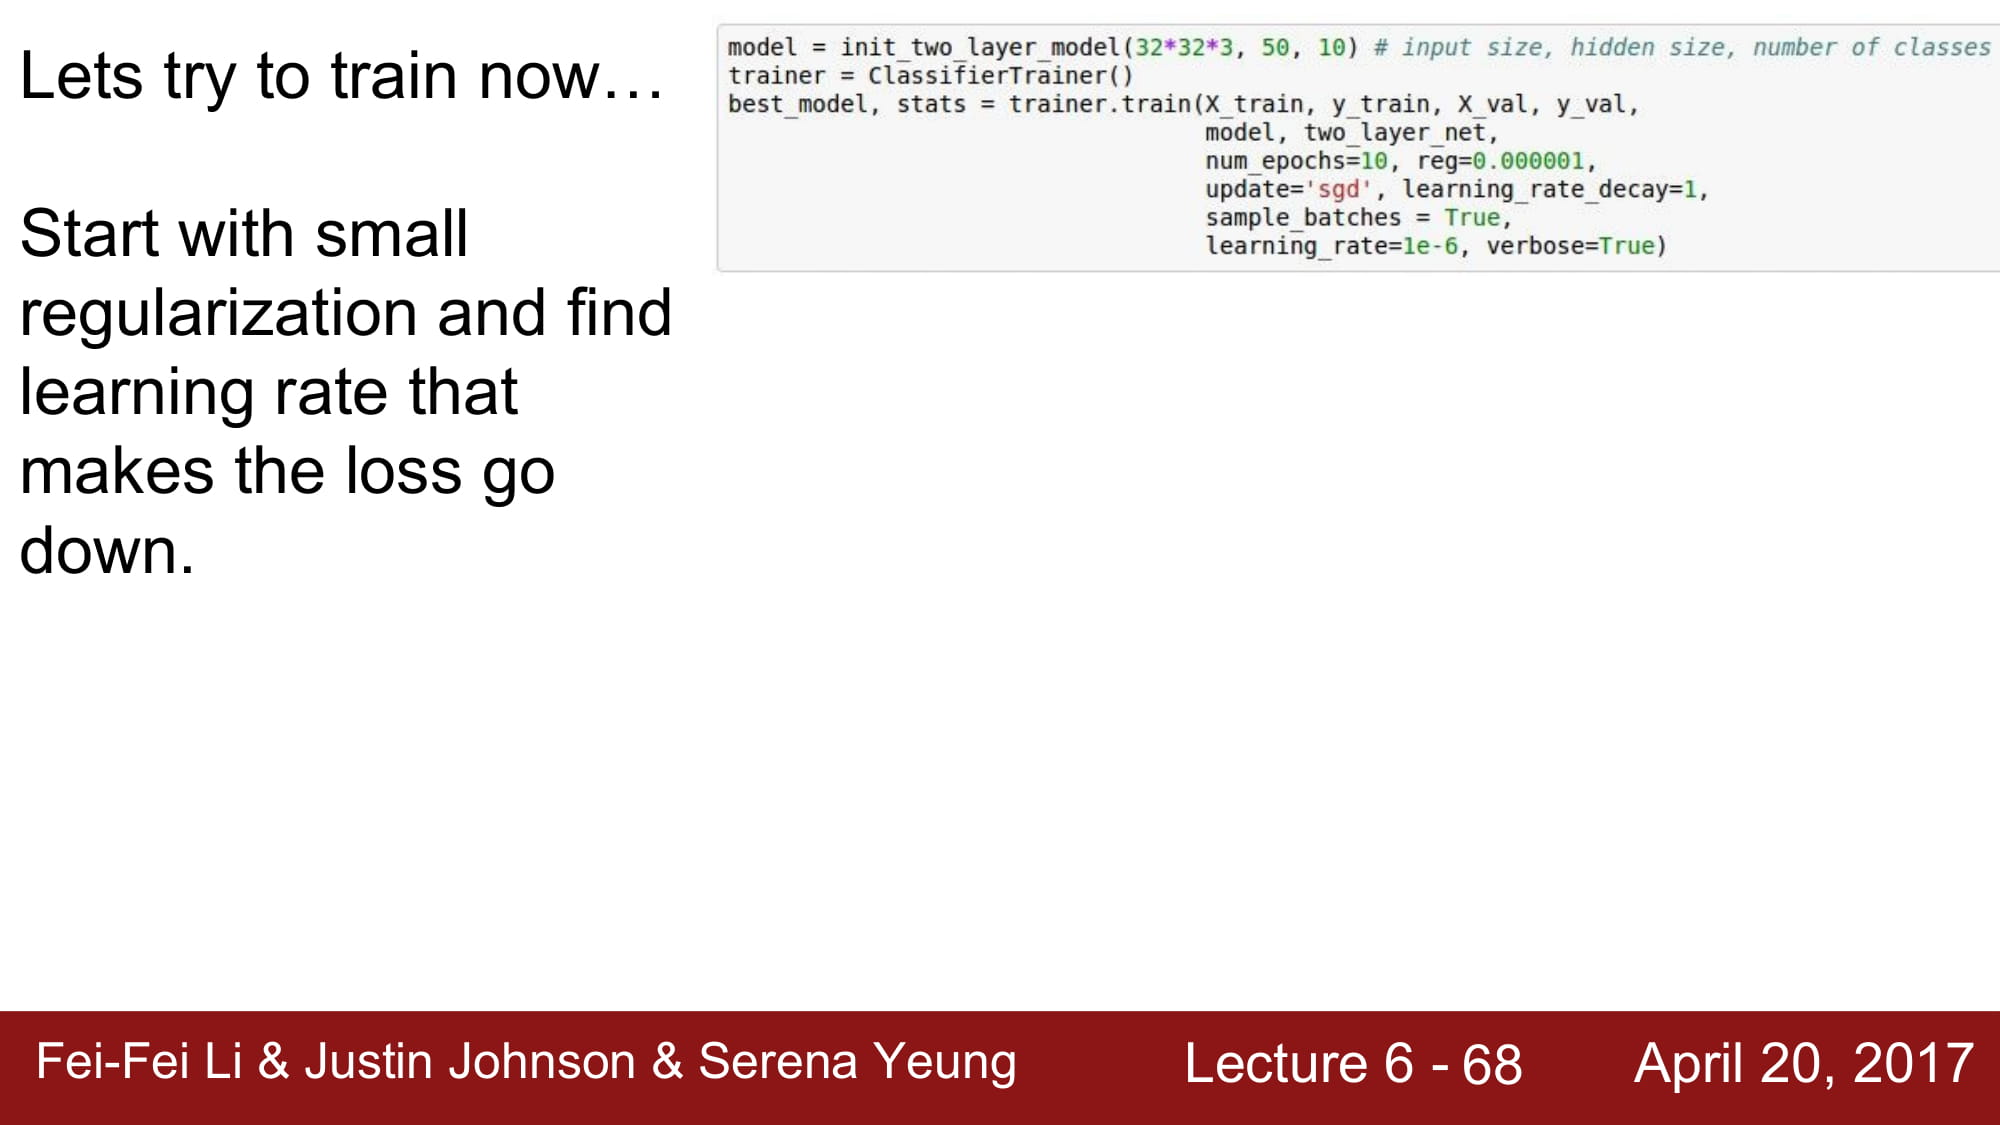 Lets try to train now…
Start with small
regularization and find
learning rate that
makes the loss go
down.
model = init_two_layer_model(32*32*3, 50, 10) # input size, hidden size, number of classes
trainer = ClassifierTrainer()
best_model, stats = trainer.train(X_train, y_train, X_val, y_val,
model, two_layer_net,
num_epochs=10, reg=0.000001,
update='sgd', learning_rate_decay=1,
sample_batches = True,
learning_rate=1e-6, verbose=True)
Fei-Fei Li & Justin Johnson & Serena Yeung
Lecture 6 - 68
April 20, 2017